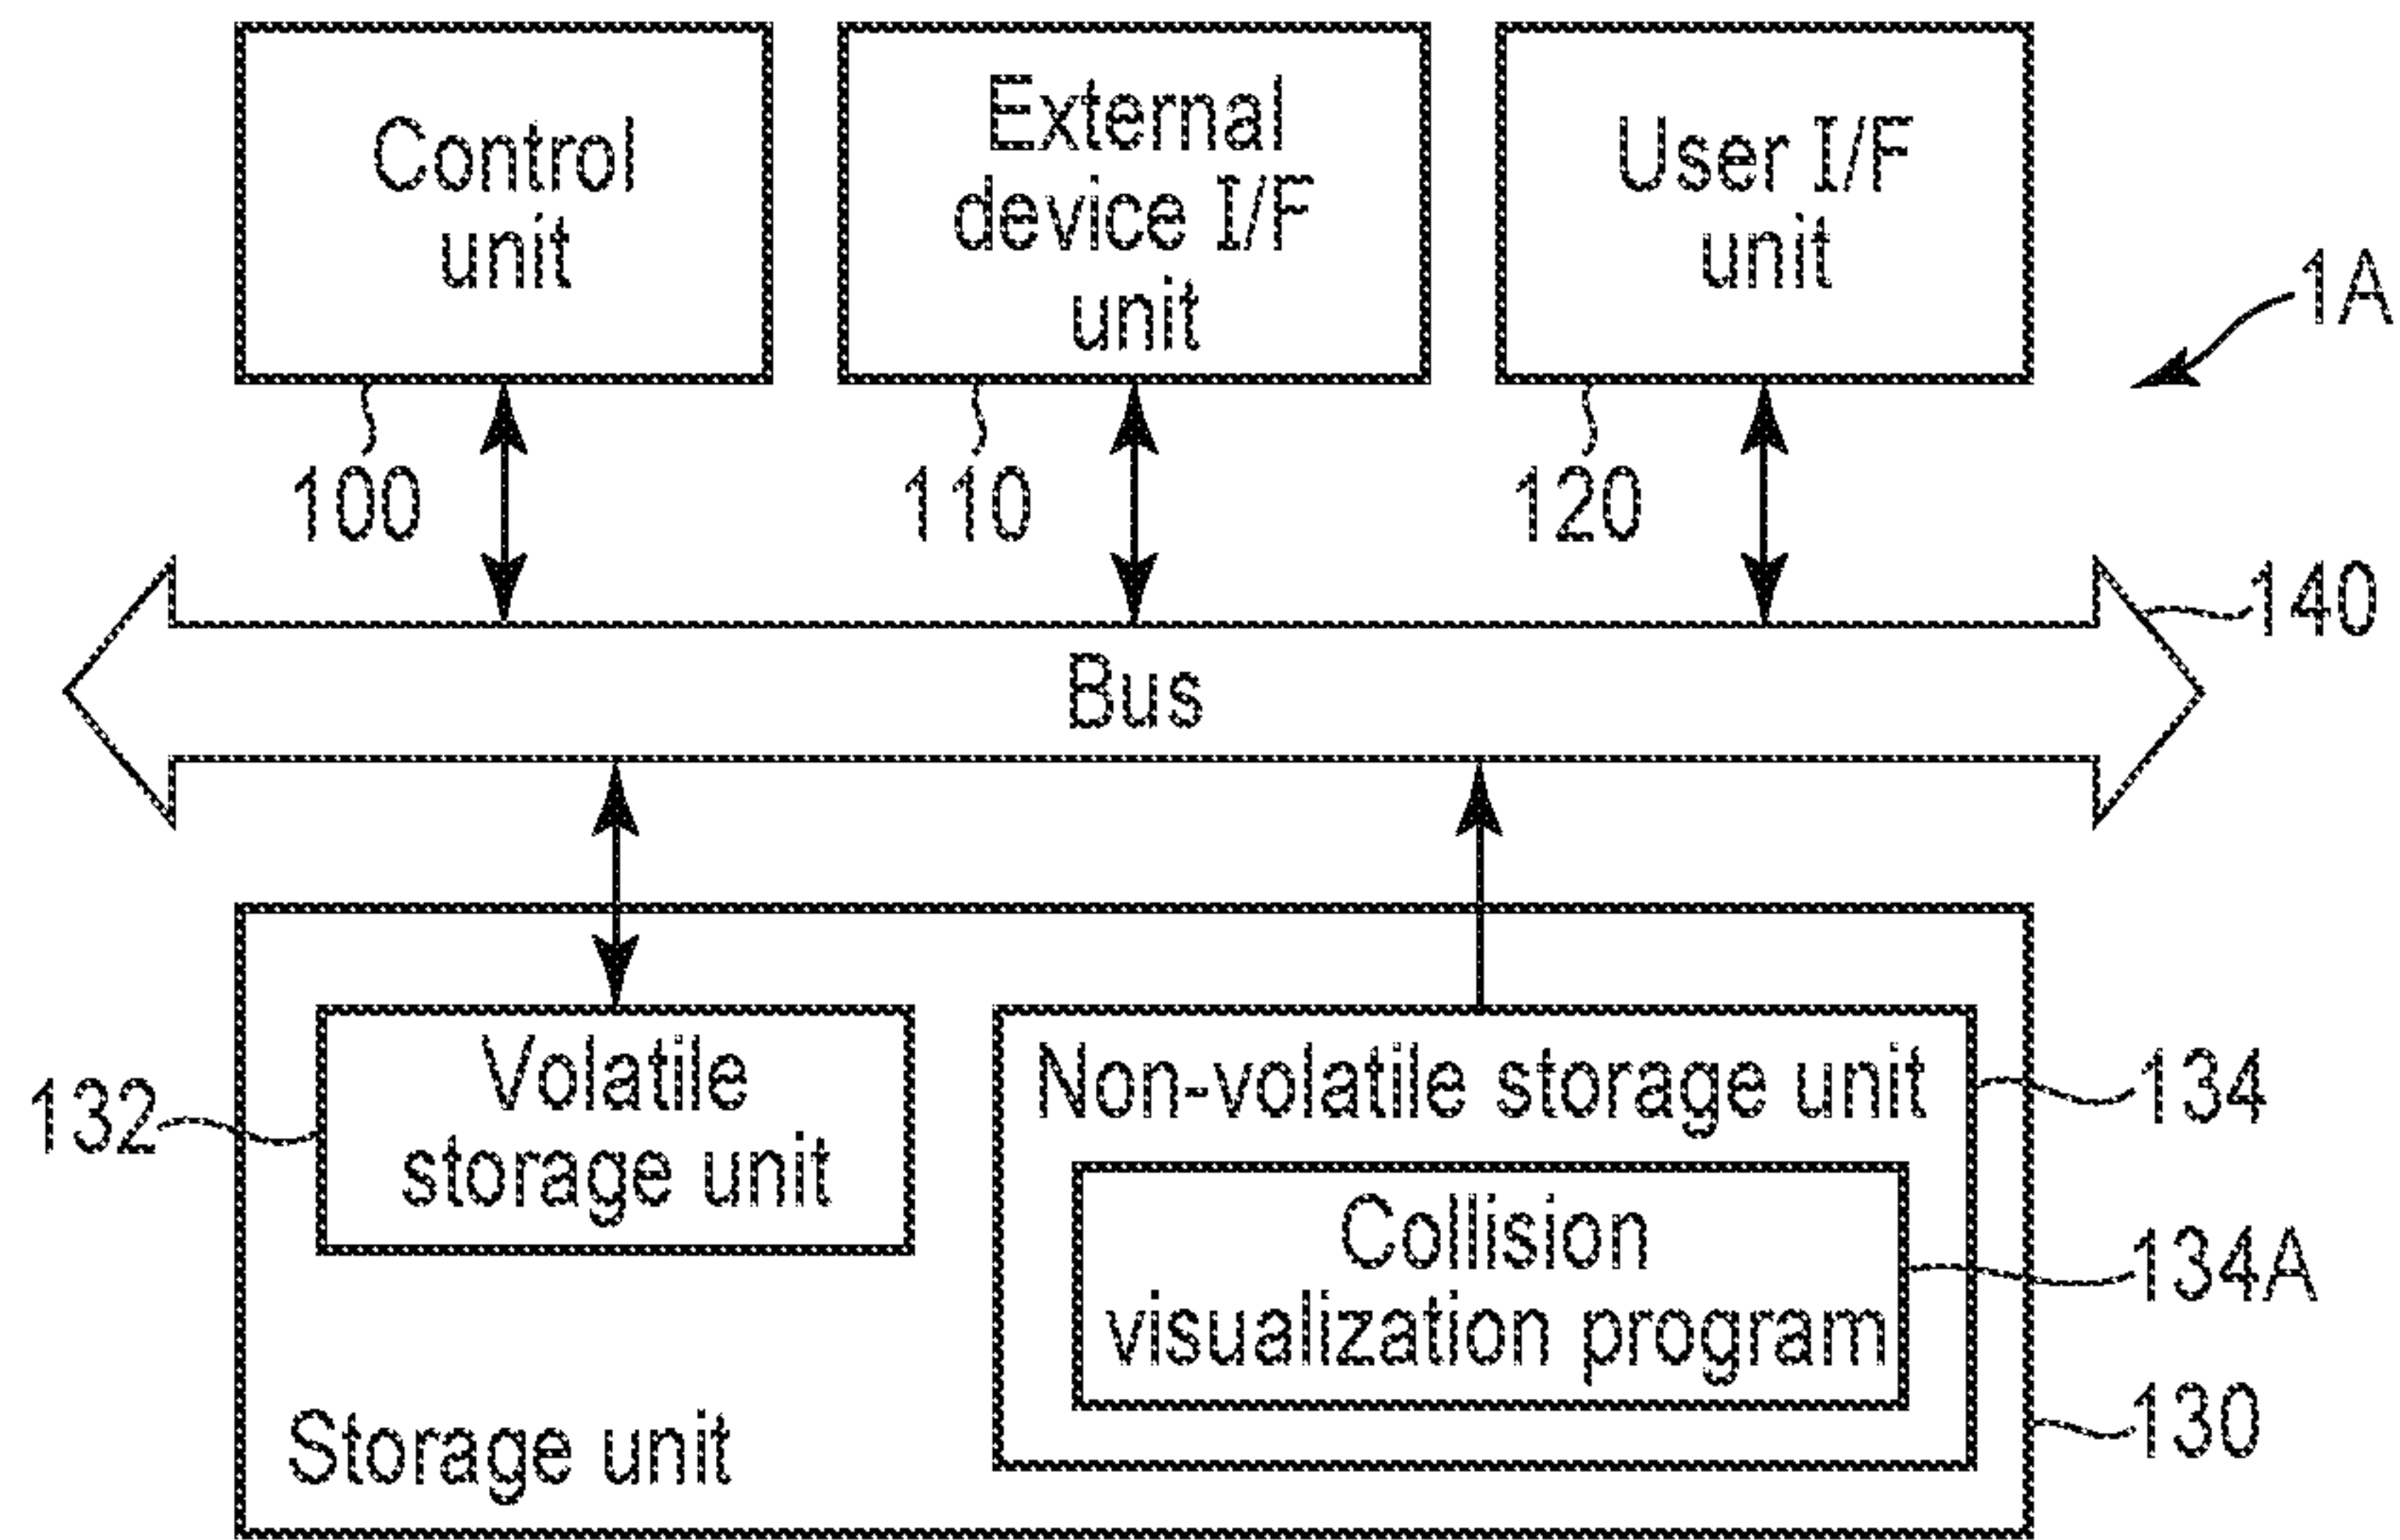 Control
unit
External
device I/F
unit
User I/F
unit
1A
100
110
120
140
Bus
Volatile
storage unit
132
Non-volatile storage unit
134
Collision
visualization program
134A
Storage unit
130